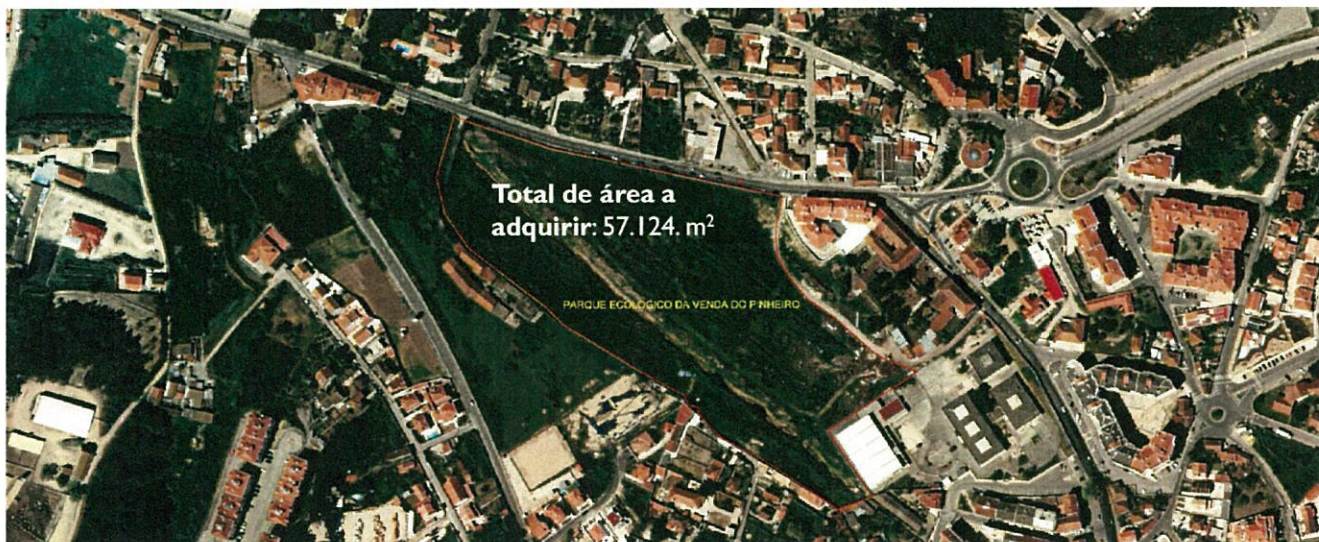 Total de área a
adquirir: 57.124. m²
PARQUE ECOLÓGICO DA VENDA DO PINHEIRO